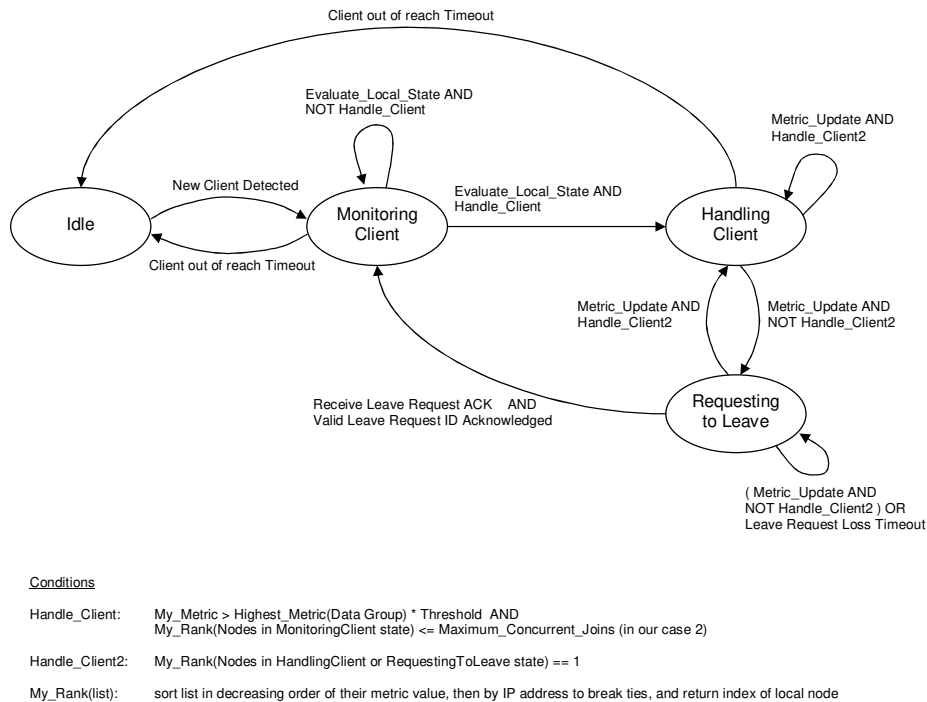 Client out of reach Timeout
Evaluate_Local_State AND
NOT Handle_Client
Metric_Update AND
Handle_Client2
New Client Detected
Idle
Monitoring
Client
Evaluate_Local_State AND
Handle_Client
Handling
Client
Client out of reach Timeout
Metric_Update AND
Handle_Client2
Metric_Update AND
NOT Handle_Client2
Receive Leave Request ACK AND
Valid Leave Request ID Acknowledged
Requesting
to Leave
( Metric_Update AND
NOT Handle_Client2 ) OR
Leave Request Loss Timeout
Conditions
Handle_Client: My_Metric > Highest_Metric(Data Group) * Threshold AND
My_Rank(Nodes in MonitoringClient state) <= Maximum_Concurrent_Joins (in our case 2)
Handle_Client2: My_Rank(Nodes in HandlingClient or RequestingToLeave state) == 1
My_Rank(list): sort list in decreasing order of their metric value, then by IP address to break ties, and return index of local node